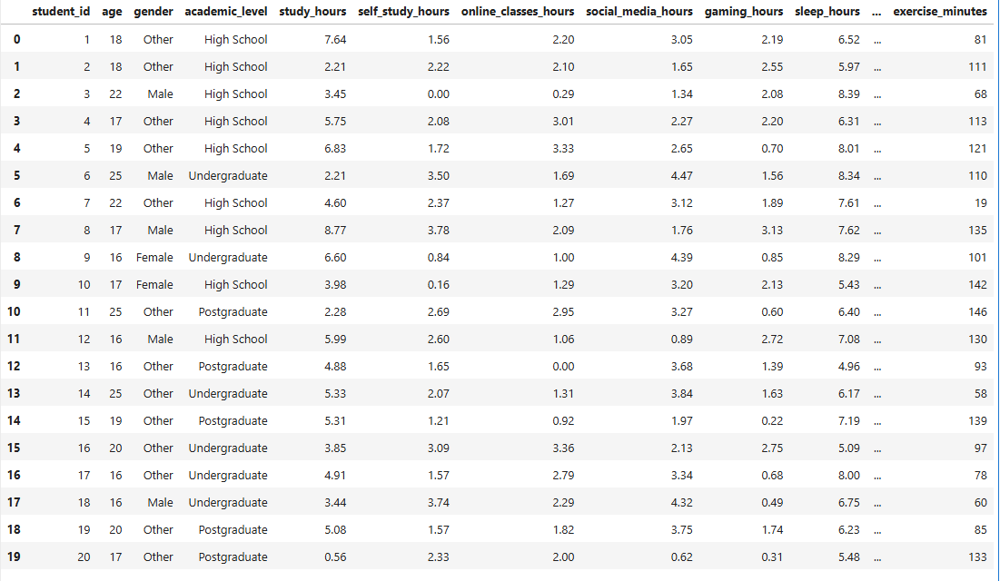 student_id age gender academic_level study_hours self_study_hours online_classes_hours social_media_hours gaming_hours sleep_hours ... exercise_minutes
0 1 18 Other High School 7.64 1.56 2.20 3.05 2.19 6.52 ... 81
1 2 18 Other High School 2.21 2.22 2.10 1.65 2.55 5.97 ... 111
2 3 22 Male High School 3.45 0.00 0.29 1.34 2.08 8.39 ... 68
3 4 17 Other High School 5.75 2.08 3.01 2.27 2.20 6.31 ... 113
4 5 19 Other High School 6.83 1.72 3.33 2.65 0.70 8.01 ... 121
5 6 25 Male Undergraduate 2.21 3.50 1.69 4.47 1.56 8.34 ... 110
6 7 22 Other High School 4.60 2.37 1.27 3.12 1.89 7.61 ... 19
7 8 17 Male High School 8.77 3.78 2.09 1.76 3.13 7.62 ... 135
8 9 16 Female Undergraduate 6.60 0.84 1.00 4.39 0.85 8.29 ... 101
9 10 17 Female High School 3.98 0.16 1.29 3.20 2.13 5.43 ... 142
10 11 25 Other Postgraduate 2.28 2.69 2.95 3.27 0.60 6.40 ... 146
11 12 16 Male High School 5.99 2.60 1.06 0.89 2.72 7.08 ... 130
12 13 16 Other Postgraduate 4.88 1.65 0.00 3.68 1.39 4.96 ... 93
13 14 25 Other Undergraduate 5.33 2.07 1.31 3.84 1.63 6.17 ... 58
14 15 19 Other Postgraduate 5.31 1.21 0.92 1.97 0.22 7.19 ... 139
15 16 20 Other Undergraduate 3.85 3.09 3.36 2.13 2.75 5.09 ... 97
16 17 16 Other Undergraduate 4.91 1.57 2.79 3.34 0.68 8.00 ... 78
17 18 16 Male Undergraduate 3.44 3.74 2.29 4.32 0.49 6.75 ... 60
18 19 20 Other Postgraduate 5.08 1.57 1.82 3.75 1.74 6.23 ... 85
19 20 17 Other Postgraduate 0.56 2.33 2.00 0.62 0.31 5.48 ... 133